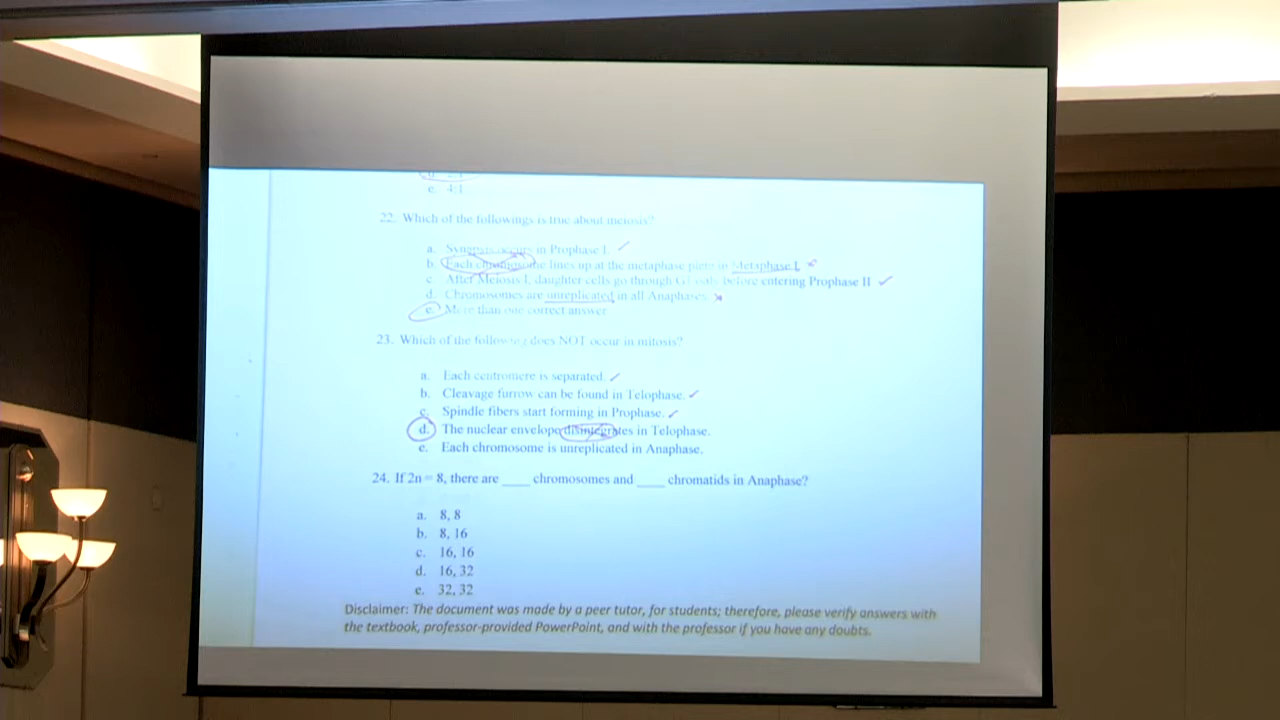 e. 4:1
22. Which of the followings is true about meiosis?
a. Synapsis occurs in Prophase I.
b. Each chromosome lines up at the metaphase plate in Metaphase I.
c. After Meiosis I, daughter cells go through G1 only before entering Prophase II
d. Chromosomes are unreplicated in all Anaphases.
e. More than one correct answer
23. Which of the following does NOT occur in mitosis?
a. Each centromere is separated.
b. Cleavage furrow can be found in Telophase.
c. Spindle fibers start forming in Prophase.
d. The nuclear envelope disintegrates in Telophase.
e. Each chromosome is unreplicated in Anaphase.
24. If 2n = 8, there are ____ chromosomes and ____ chromatids in Anaphase?
a. 8, 8
b. 8, 16
c. 16, 16
d. 16, 32
e. 32, 32
Disclaimer: The document was made by a peer tutor, for students; therefore, please verify answers with
the textbook, professor-provided PowerPoint, and with the professor if you have any doubts.